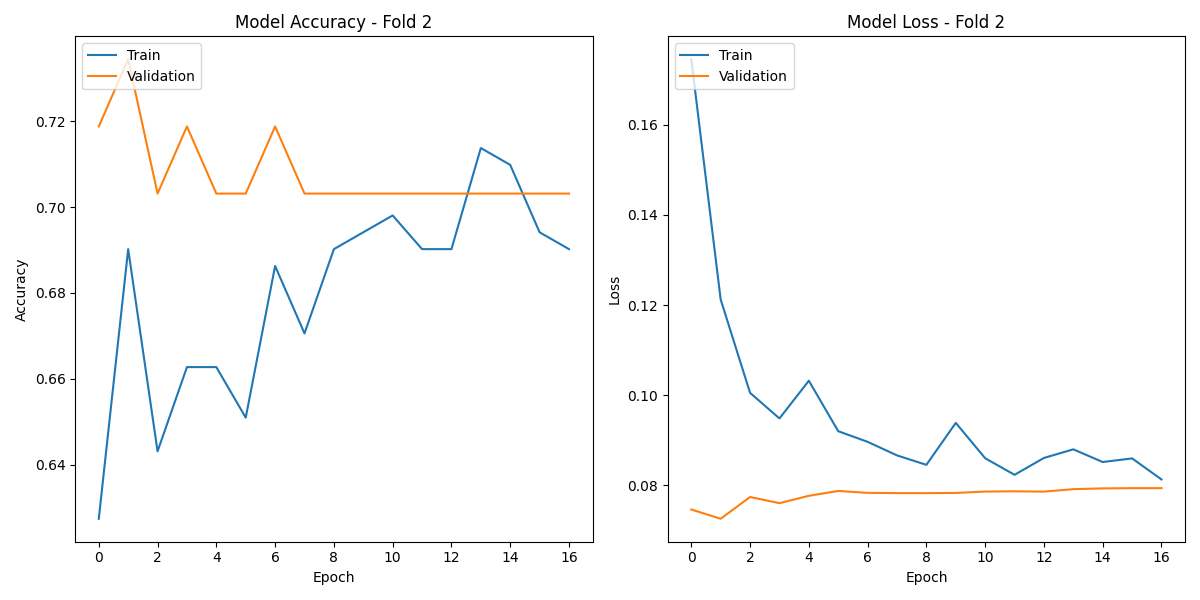 Model Accuracy - Fold 2
Train
Validation
0.72
0.70
0.68
0.66
0.64
Accuracy
0 2 4 6 8 10 12 14 16
Epoch
Model Loss - Fold 2
Train
Validation
0.16
0.14
0.12
0.10
0.08
Loss
0 2 4 6 8 10 12 14 16
Epoch